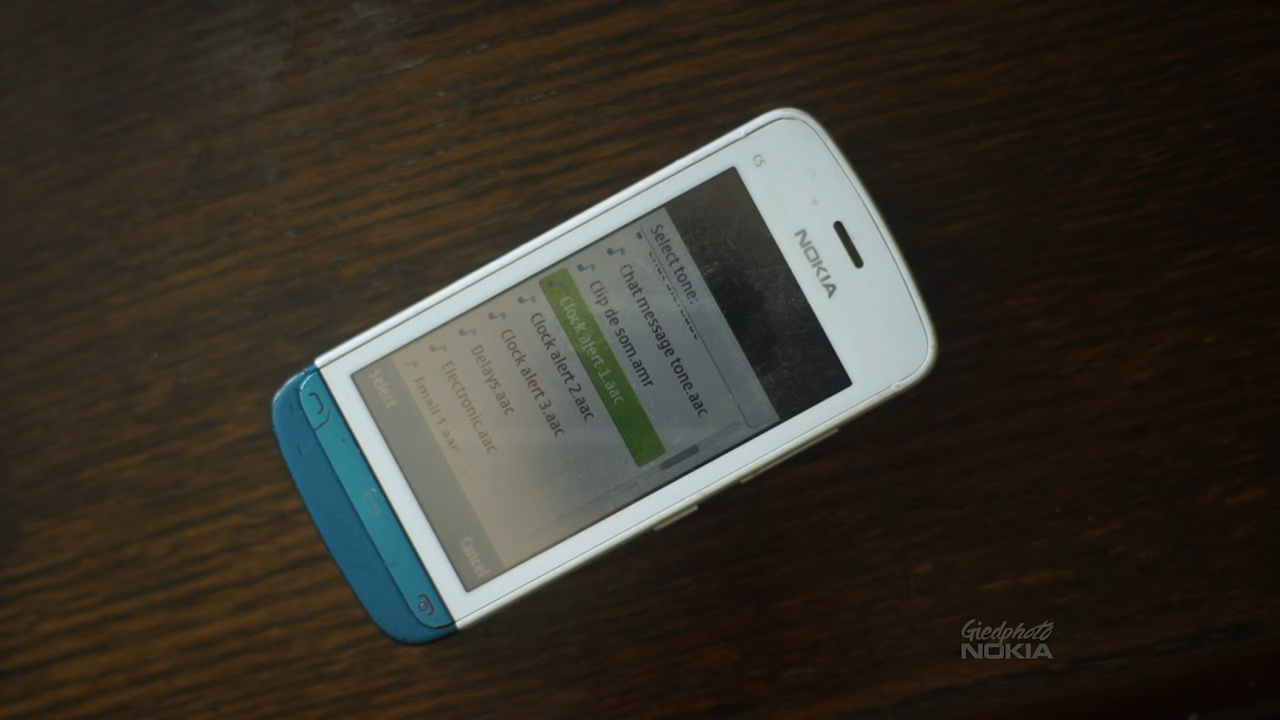 C5
NOKIA
Select tone:
Chat message tone.aac
Clip de som.amr
Clock alert 1.aac
Clock alert 2.aac
Clock alert 3.aac
Delays.aac
Electronic.aac
Email 1.aac
Select
Cancel
Giedphoto
NOKIA